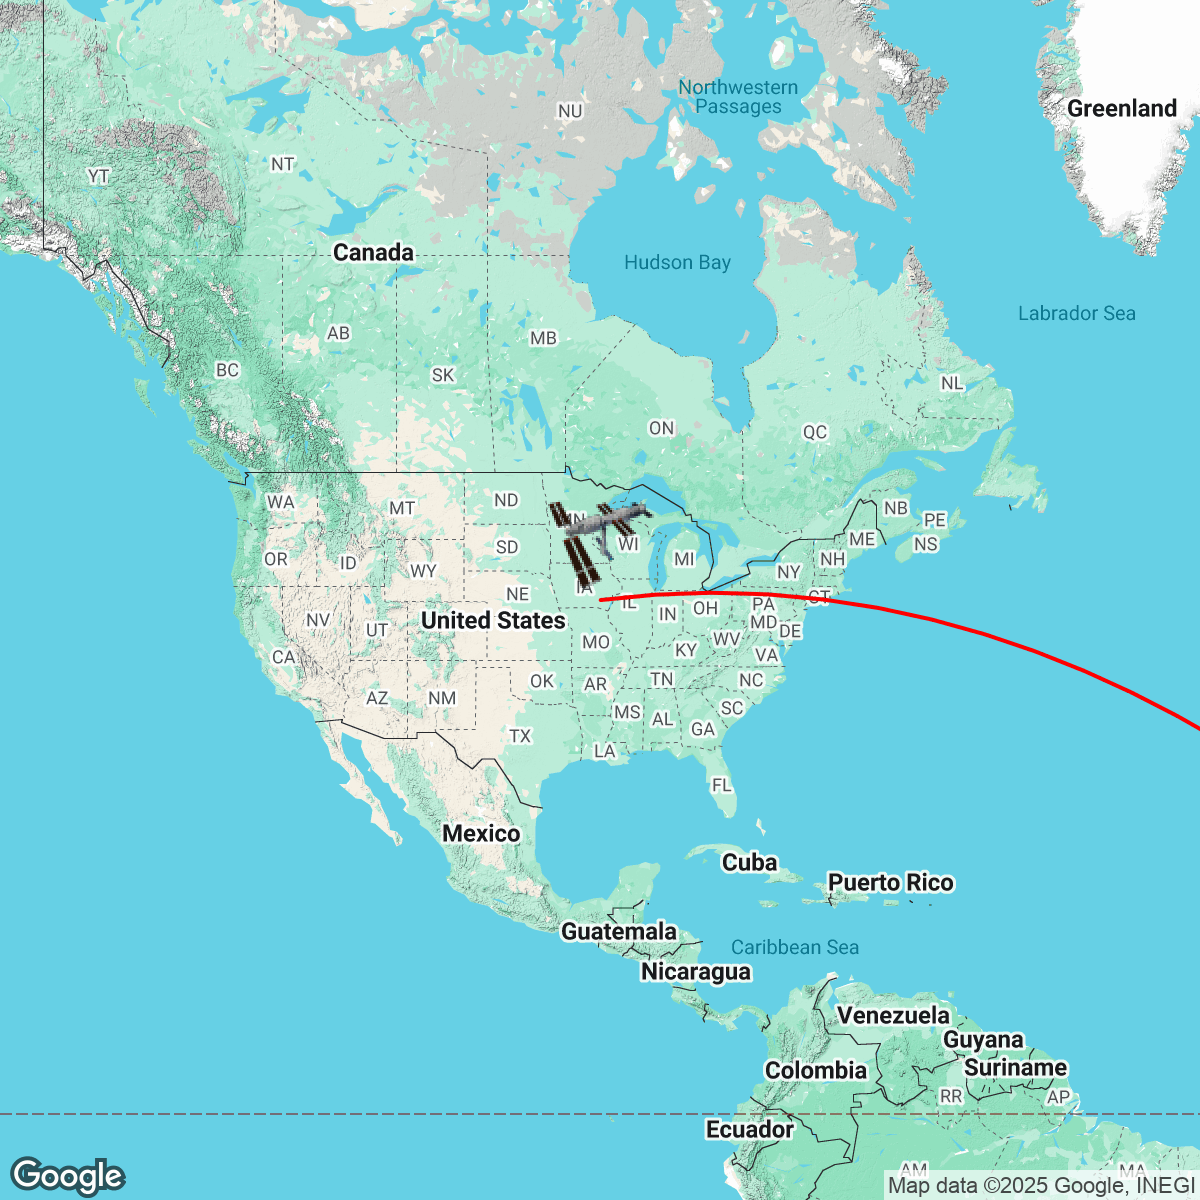 Northwestern
Passages
Greenland
NU
NT
YT
Canada
Hudson Bay
Labrador Sea
AB
MB
BC
SK
NL
ON
QC
WA
MT
ND
NB
PE
ME
NS
OR
ID
SD
WI
MI
NH
WY
NY
NE
IA
IL
OH
PA
CT
NV
UT
United States
IN
MD
DE
CA
MO
KY
WV
VA
AZ
NM
OK
AR
TN
NC
MS
AL
SC
TX
LA
GA
FL
Mexico
Cuba
Puerto Rico
Guatemala
Caribbean Sea
Nicaragua
Venezuela
Guyana
Colombia
Suriname
RR
AP
Ecuador
AM
MA
Google
Map data ©2025 Google, INEGI